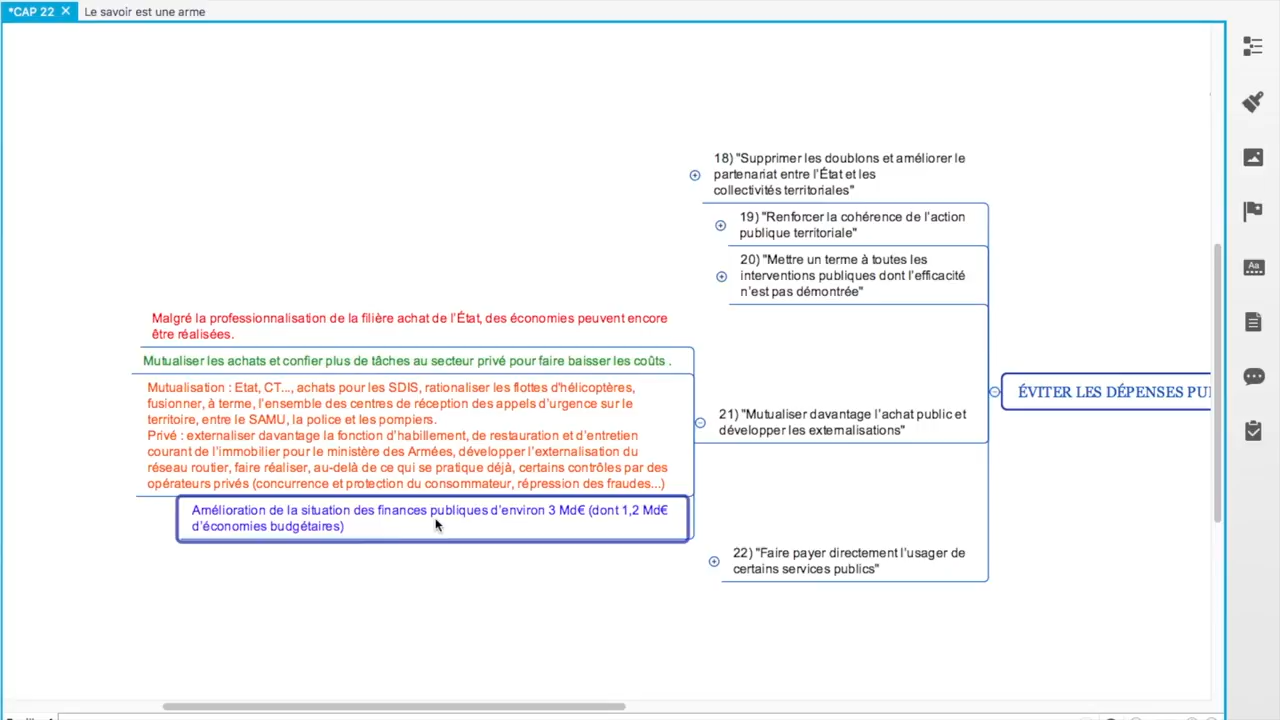 *CAP 22 ✕ Le savoir est une arme
18) "Supprimer les doublons et améliorer le
partenariat entre l'État et les
collectivités territoriales"
19) "Renforcer la cohérence de l'action
publique territoriale"
20) "Mettre un terme à toutes les
interventions publiques dont l'efficacité
n'est pas démontrée"
Malgré la professionnalisation de la filière achat de l'État, des économies peuvent encore
être réalisées.
Mutualiser les achats et confier plus de tâches au secteur privé pour faire baisser les coûts .
Mutualisation : Etat, CT..., achats pour les SDIS, rationaliser les flottes d'hélicoptères,
fusionner, à terme, l'ensemble des centres de réception des appels d'urgence sur le
territoire, entre le SAMU, la police et les pompiers.
Privé : externaliser davantage la fonction d'habillement, de restauration et d'entretien
courant de l'immobilier pour le ministère des Armées, développer l'externalisation du
réseau routier, faire réaliser, au-delà de ce qui se pratique déjà, certains contrôles par des
opérateurs privés (concurrence et protection du consommateur, répression des fraudes...)
Amélioration de la situation des finances publiques d'environ 3 Md€ (dont 1,2 Md€
d'économies budgétaires)
21) "Mutualiser davantage l'achat public et
développer les externalisations"
22) "Faire payer directement l'usager de
certains services publics"
ÉVITER LES DÉPENSES
Aa